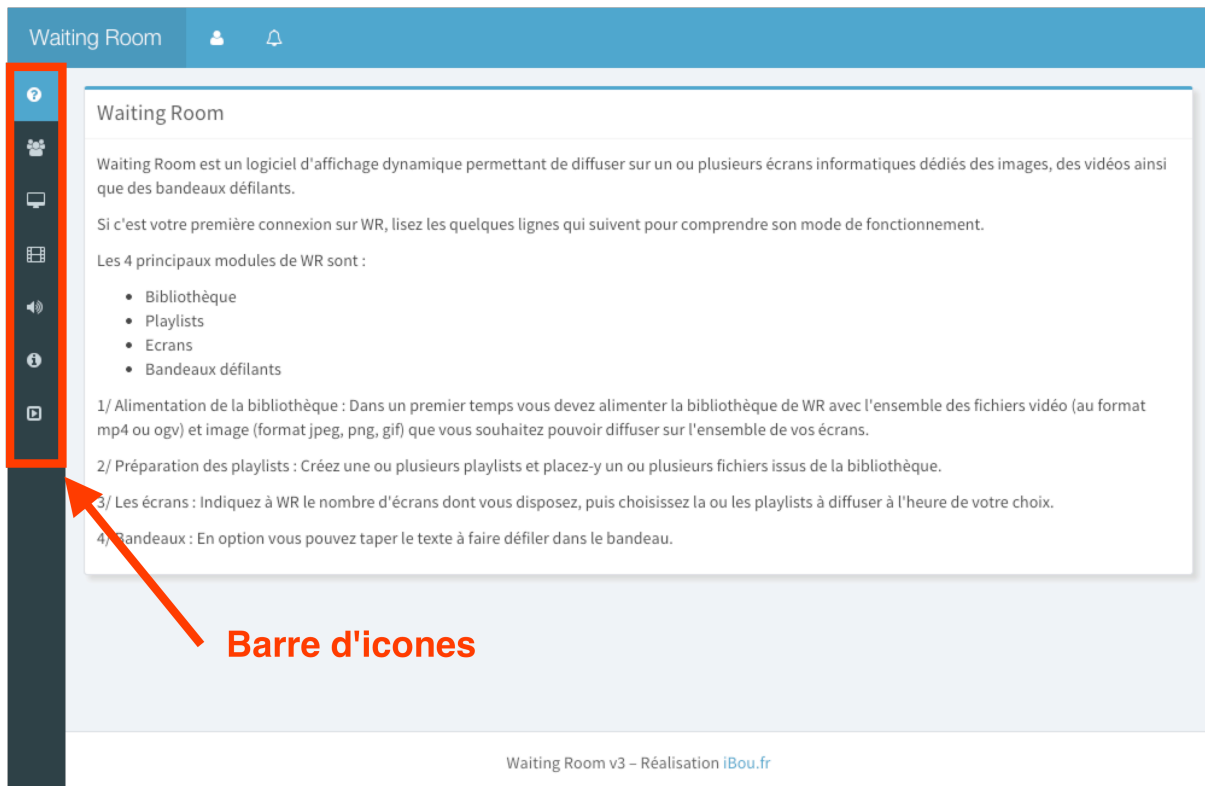 Waiting Room
Waiting Room
Waiting Room est un logiciel d'affichage dynamique permettant de diffuser sur un ou plusieurs écrans informatiques dédiés des images, des vidéos ainsi
que des bandeaux défilants.
Si c'est votre première connexion sur WR, lisez les quelques lignes qui suivent pour comprendre son mode de fonctionnement.
Les 4 principaux modules de WR sont :
• Bibliothèque
• Playlists
• Ecrans
• Bandeaux défilants
1/ Alimentation de la bibliothèque : Dans un premier temps vous devez alimenter la bibliothèque de WR avec l'ensemble des fichiers vidéo (au format
mp4 ou ogv) et image (format jpeg, png, gif) que vous souhaitez pouvoir diffuser sur l'ensemble de vos écrans.
2/ Préparation des playlists : Créez une ou plusieurs playlists et placez-y un ou plusieurs fichiers issus de la bibliothèque.
3/ Les écrans : Indiquez à WR le nombre d'écrans dont vous disposez, puis choisissez la ou les playlists à diffuser à l'heure de votre choix.
4/ Bandeaux : En option vous pouvez taper le texte à faire défiler dans le bandeau.
Barre d'icones
Waiting Room v3 – Réalisation iBou.fr